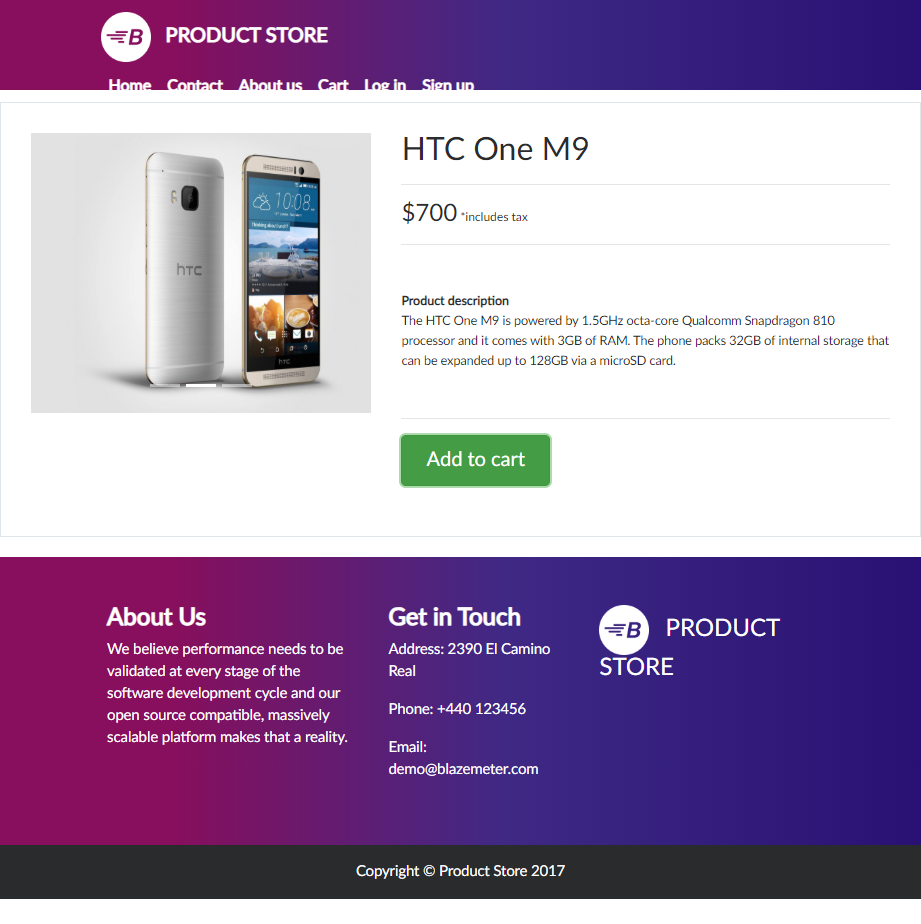 B PRODUCT STORE
Home Contact About us Cart Log in Sign up
HTC One M9
$700 *includes tax
10:08
Thinking about lunch?
hTC
hTC
Product description
The HTC One M9 is powered by 1.5GHz octa-core Qualcomm Snapdragon 810
processor and it comes with 3GB of RAM. The phone packs 32GB of internal storage that
can be expanded up to 128GB via a microSD card.
Add to cart
About Us
We believe performance needs to be
validated at every stage of the
software development cycle and our
open source compatible, massively
scalable platform makes that a reality.
Get in Touch
Address: 2390 El Camino
Real
Phone: +440 123456
Email:
demo@blazemeter.com
B PRODUCT
STORE
Copyright © Product Store 2017